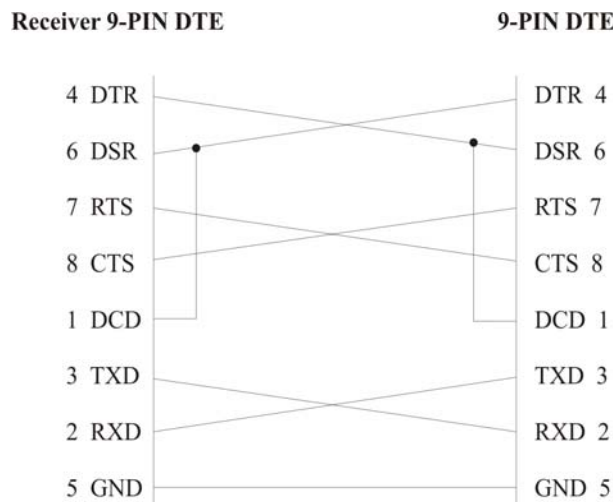 Receiver 9-PIN DTE 9-PIN DTE
4 DTR DTR 4
6 DSR DSR 6
7 RTS RTS 7
8 CTS CTS 8
1 DCD DCD 1
3 TXD TXD 3
2 RXD RXD 2
5 GND GND 5